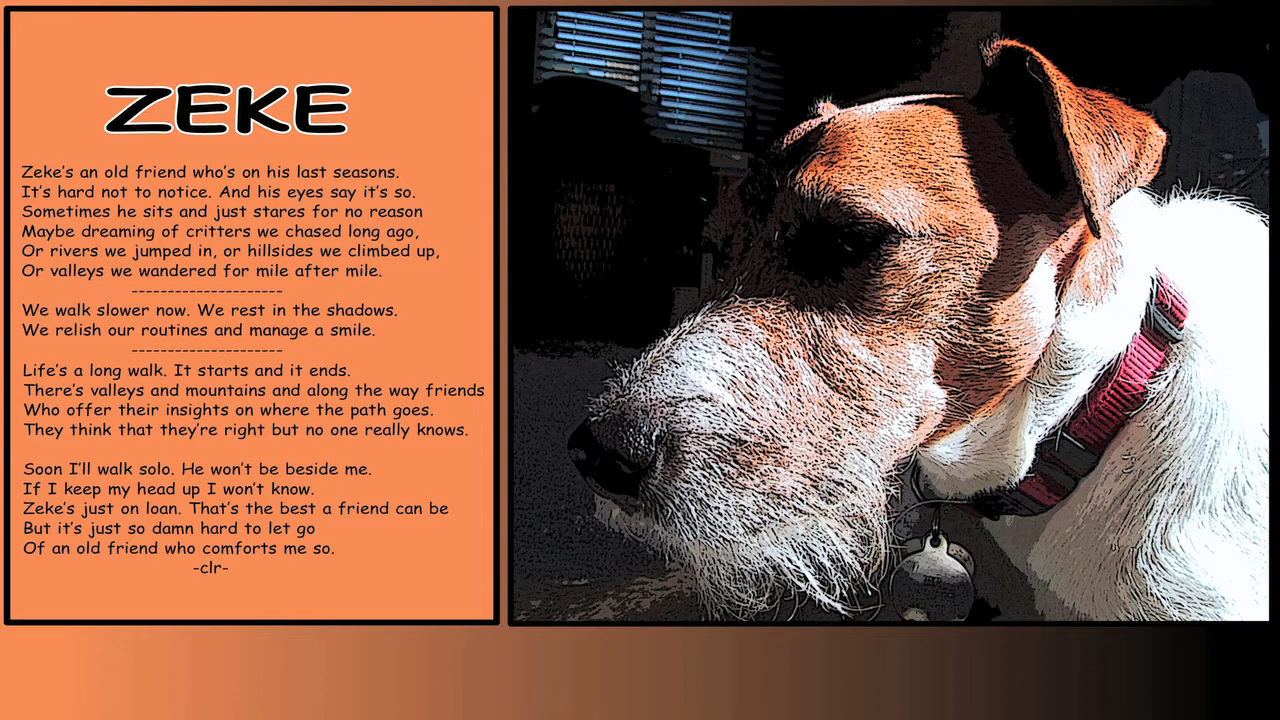 ZEKE
Zeke's an old friend who's on his last seasons.
It's hard not to notice. And his eyes say it's so.
Sometimes he sits and just stares for no reason
Maybe dreaming of critters we chased long ago,
Or rivers we jumped in, or hillsides we climbed up,
Or valleys we wandered for mile after mile.
---------------------
We walk slower now. We rest in the shadows.
We relish our routines and manage a smile.
---------------------
Life's a long walk. It starts and it ends.
There's valleys and mountains and along the way friends
Who offer their insights on where the path goes.
They think that they're right but no one really knows.
Soon I'll walk solo. He won't be beside me.
If I keep my head up I won't know.
Zeke's just on loan. That's the best a friend can be
But it's just so damn hard to let go
Of an old friend who comforts me so.
-clr-